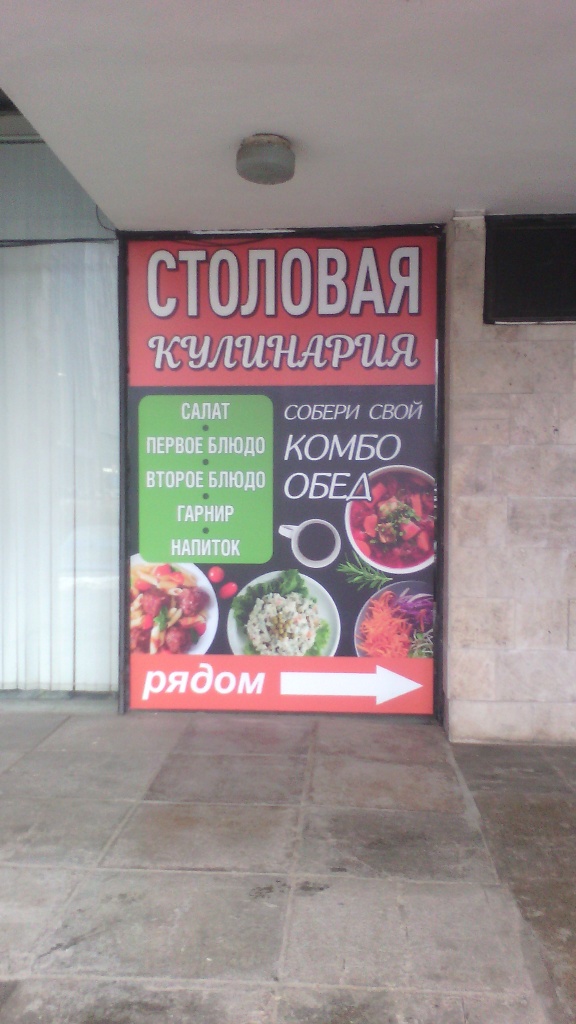 СТОЛОВАЯ
КУЛИНАРИЯ
САЛАТ
•
ПЕРВОЕ БЛЮДО
•
ВТОРОЕ БЛЮДО
•
ГАРНИР
•
НАПИТОК
СОБЕРИ СВОЙ
КОМБО
ОБЕД
рядом